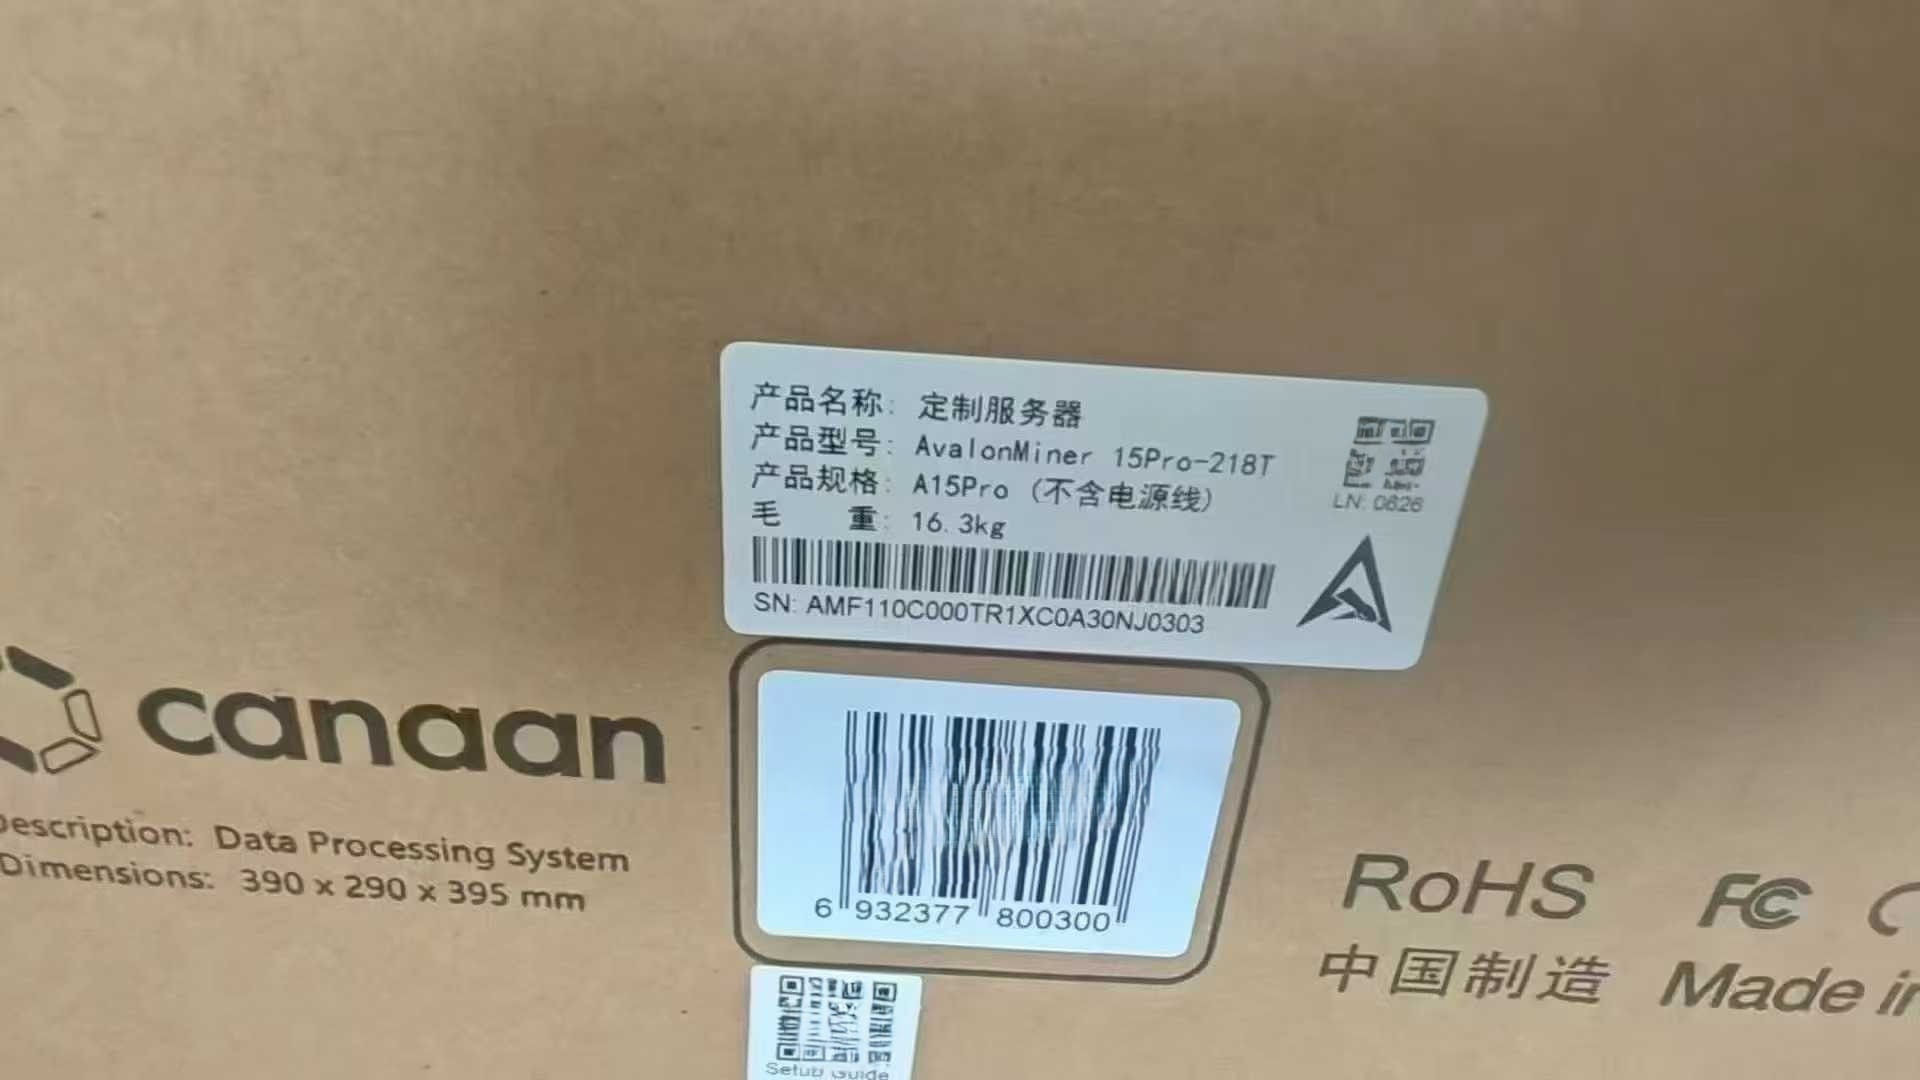 产品名称: 定制服务器
产品型号: AvalonMiner 15Pro-218T
产品规格: A15Pro (不含电源线)
毛 重: 16.3kg
LN: 0626
SN: AMF110C000TR1XC0A30NJ0303
canaan
Description: Data Processing System
Dimensions: 390 x 290 x 395 mm
6 932377 800300
RoHS FC
中国制造 Made in
Setup Guide